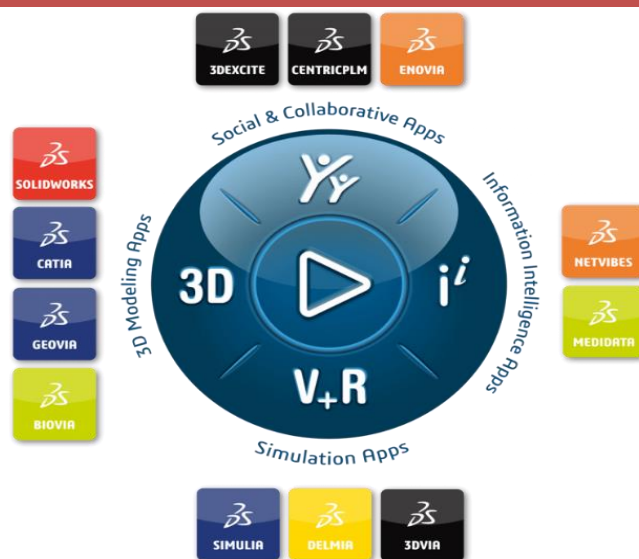 3DEXCITE
CENTRICPLM
ENOVIA
Social & Collaborative Apps
SOLIDWORKS
CATIA
GEOVIA
BIOVIA
3D Modeling Apps
3D
i i
V+R
Information Intelligence Apps
NETVIBES
MEDIDATA
Simulation Apps
SIMULIA
DELMIA
3DVIA